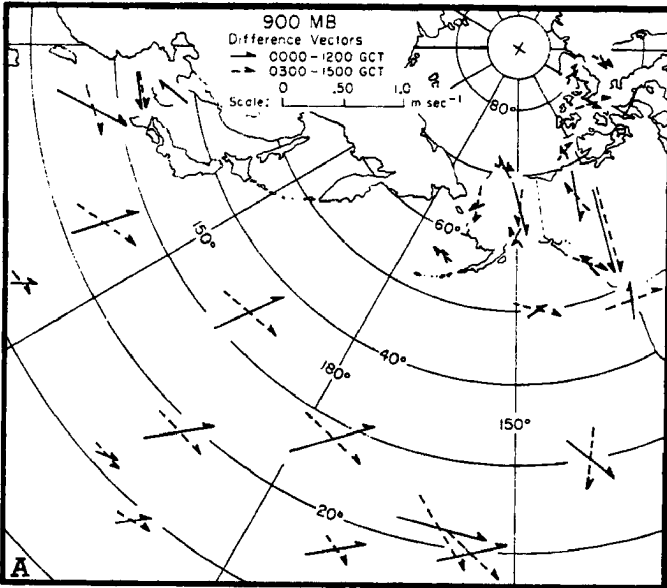 900 MB
Difference Vectors
0000-1200 GCT
0300-1500 GCT
Scale: 0 .50 1.0 m sec-1
80°
60°
150°
40°
180°
150°
20°
A